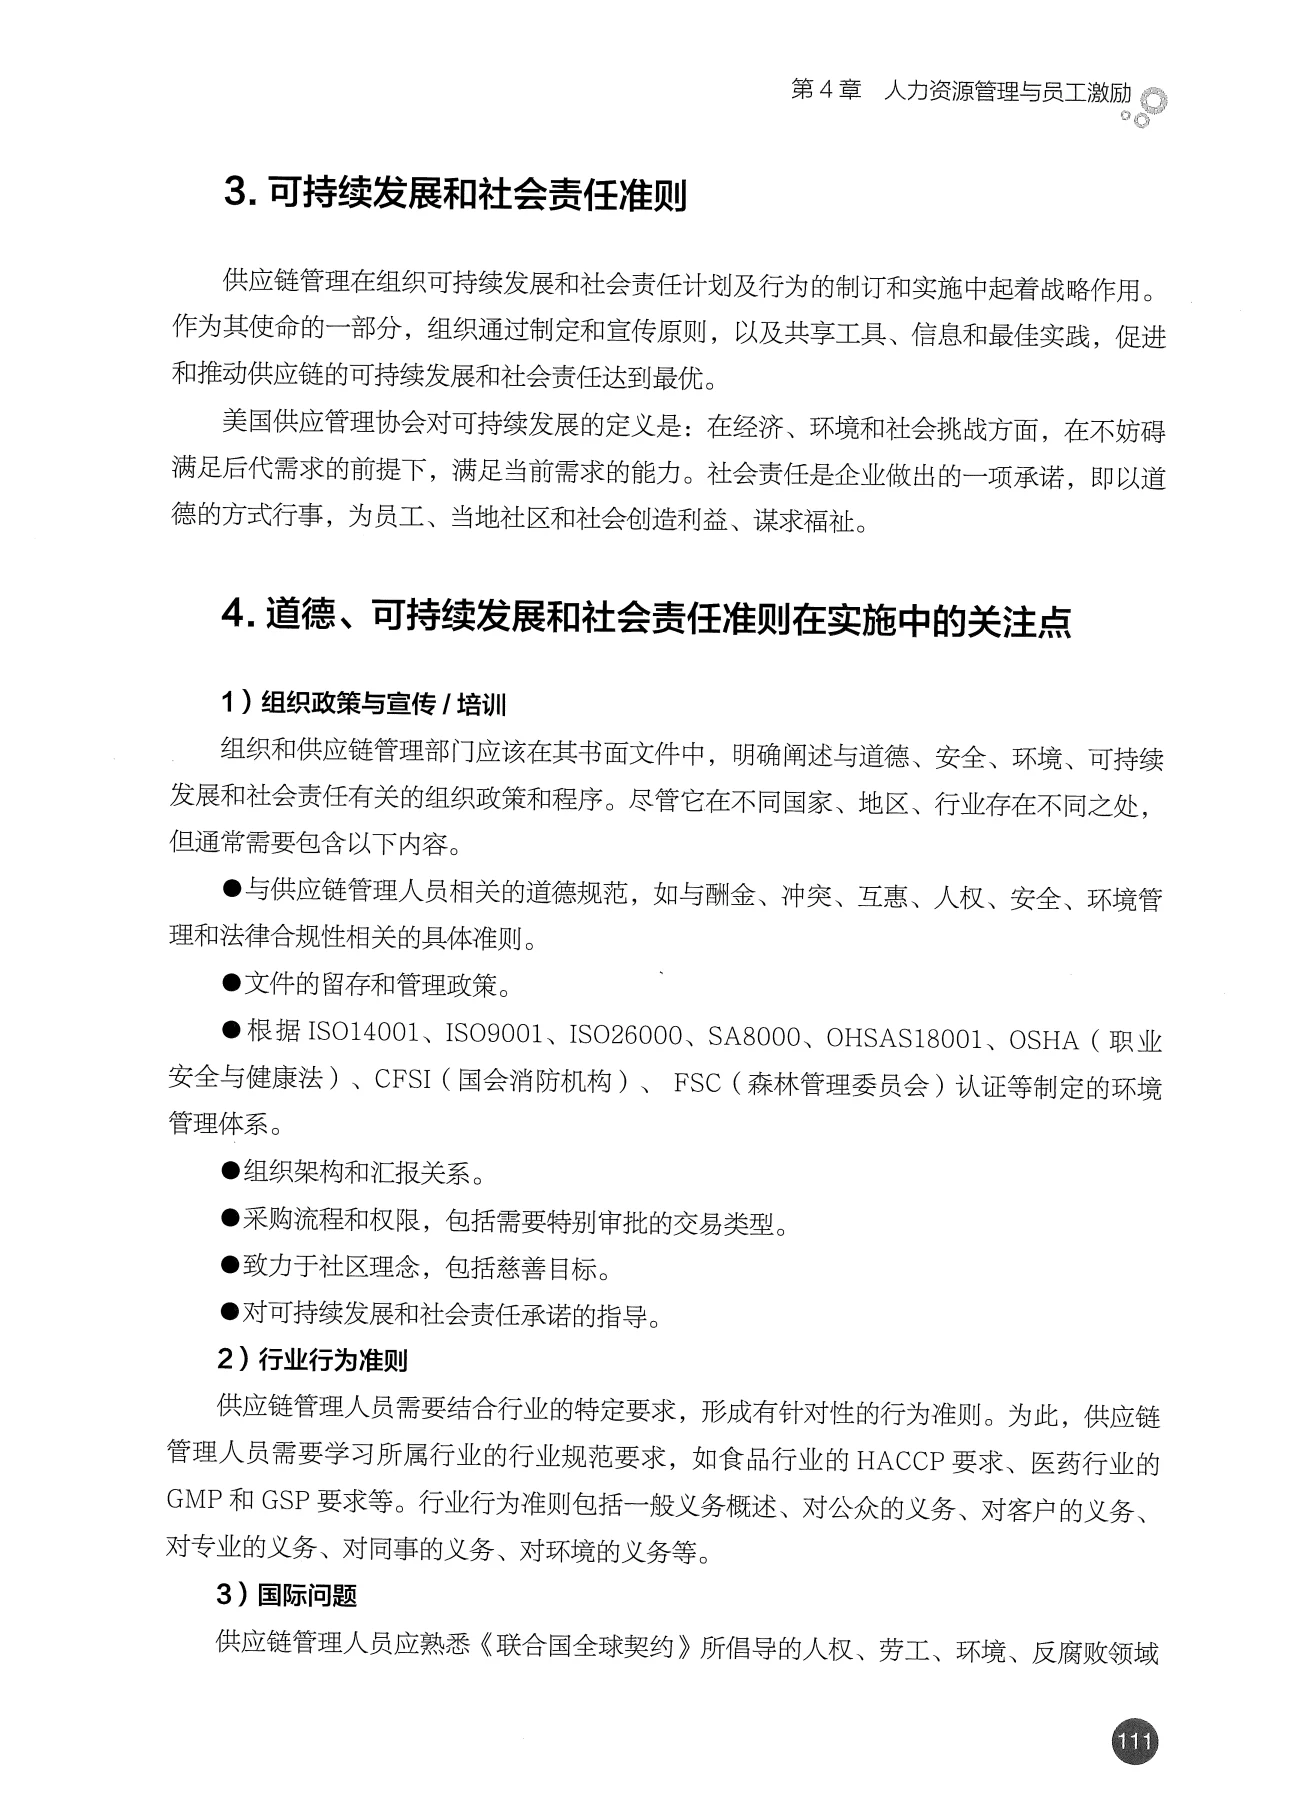 第4章 人力资源管理与员工激励
3. 可持续发展和社会责任准则
供应链管理在组织可持续发展和社会责任计划及行为的制订和实施中起着战略作用。
作为其使命的一部分，组织通过制定和宣传原则，以及共享工具、信息和最佳实践，促进
和推动供应链的可持续发展和社会责任达到最优。
美国供应管理协会对可持续发展的定义是：在经济、环境和社会挑战方面，在不妨碍
满足后代需求的前提下，满足当前需求的能力。社会责任是企业做出的一项承诺，即以道
德的方式行事，为员工、当地社区和社会创造利益、谋求福祉。
4. 道德、可持续发展和社会责任准则在实施中的关注点
1）组织政策与宣传 / 培训
组织和供应链管理部门应该在其书面文件中，明确阐述与道德、安全、环境、可持续
发展和社会责任有关的组织政策和程序。尽管它在不同国家、地区、行业存在不同之处，
但通常需要包含以下内容。
●与供应链管理人员相关的道德规范，如与酬金、冲突、互惠、人权、安全、环境管
理和法律合规性相关的具体准则。
●文件的留存和管理政策。
●根据 ISO14001、ISO9001、ISO26000、SA8000、OHSAS18001、OSHA（职业
安全与健康法）、CFSI（国会消防机构）、 FSC（森林管理委员会）认证等制定的环境
管理体系。
●组织架构和汇报关系。
●采购流程和权限，包括需要特别审批的交易类型。
●致力于社区理念，包括慈善目标。
●对可持续发展和社会责任承诺的指导。
2）行业行为准则
供应链管理人员需要结合行业的特定要求，形成有针对性的行为准则。为此，供应链
管理人员需要学习所属行业的行业规范要求，如食品行业的 HACCP 要求、医药行业的
GMP 和 GSP 要求等。行业行为准则包括一般义务概述、对公众的义务、对客户的义务、
对专业的义务、对同事的义务、对环境的义务等。
3）国际问题
供应链管理人员应熟悉《联合国全球契约》所倡导的人权、劳工、环境、反腐败领域
111